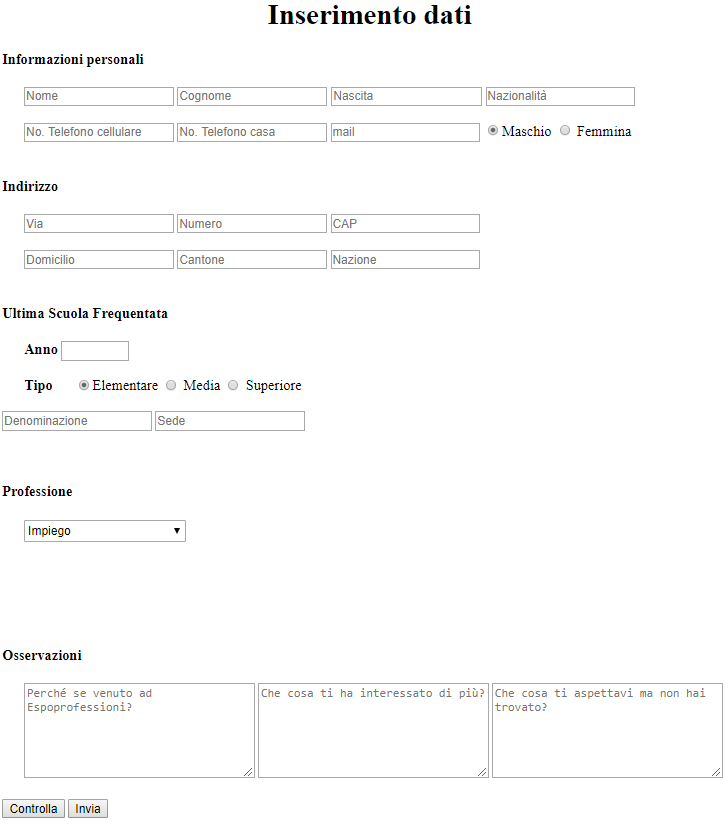 Inserimento dati
Informazioni personali
Nome Cognome Nascita Nazionalità
No. Telefono cellulare No. Telefono casa mail Maschio Femmina
Indirizzo
Via Numero CAP
Domicilio Cantone Nazione
Ultima Scuola Frequentata
Anno
Tipo Elementare Media Superiore
Denominazione Sede
Professione
Impiego
Osservazioni
Perché se venuto ad Che cosa ti ha interessato di più? Che cosa ti aspettavi ma non hai
Espoprofessioni? trovato?
Controlla Invia